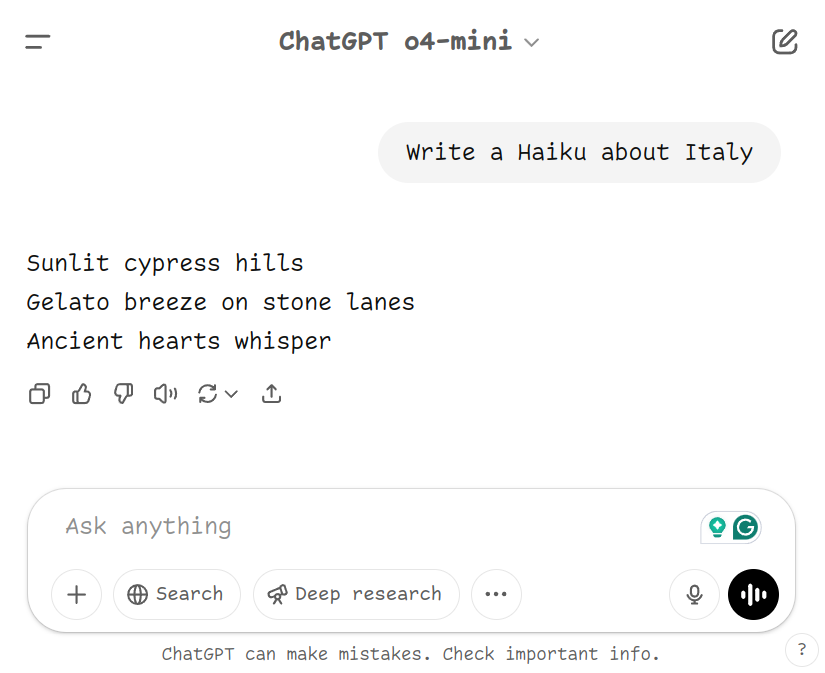 ChatGPT o4-mini
Write a Haiku about Italy
Sunlit cypress hills
Gelato breeze on stone lanes
Ancient hearts whisper
Ask anything
Search
Deep research
ChatGPT can make mistakes. Check important info.
?